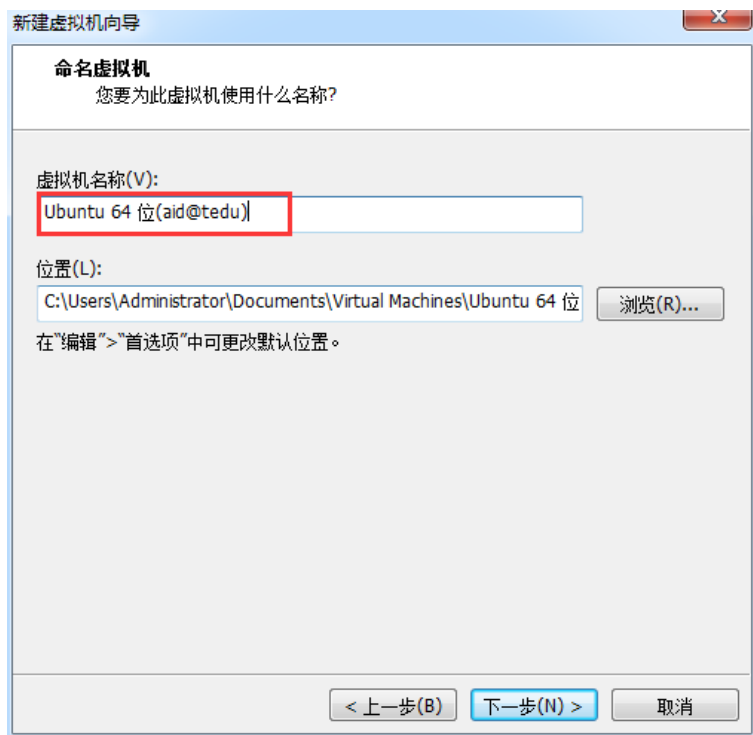 新建虚拟机向导
命名虚拟机
您要为此虚拟机使用什么名称?
虚拟机名称(V):
Ubuntu 64 位(aid@tedu)
位置(L):
C:\Users\Administrator\Documents\Virtual Machines\Ubuntu 64 位
浏览(R)...
在"编辑">"首选项"中可更改默认位置。
< 上一步(B) 下一步(N) > 取消